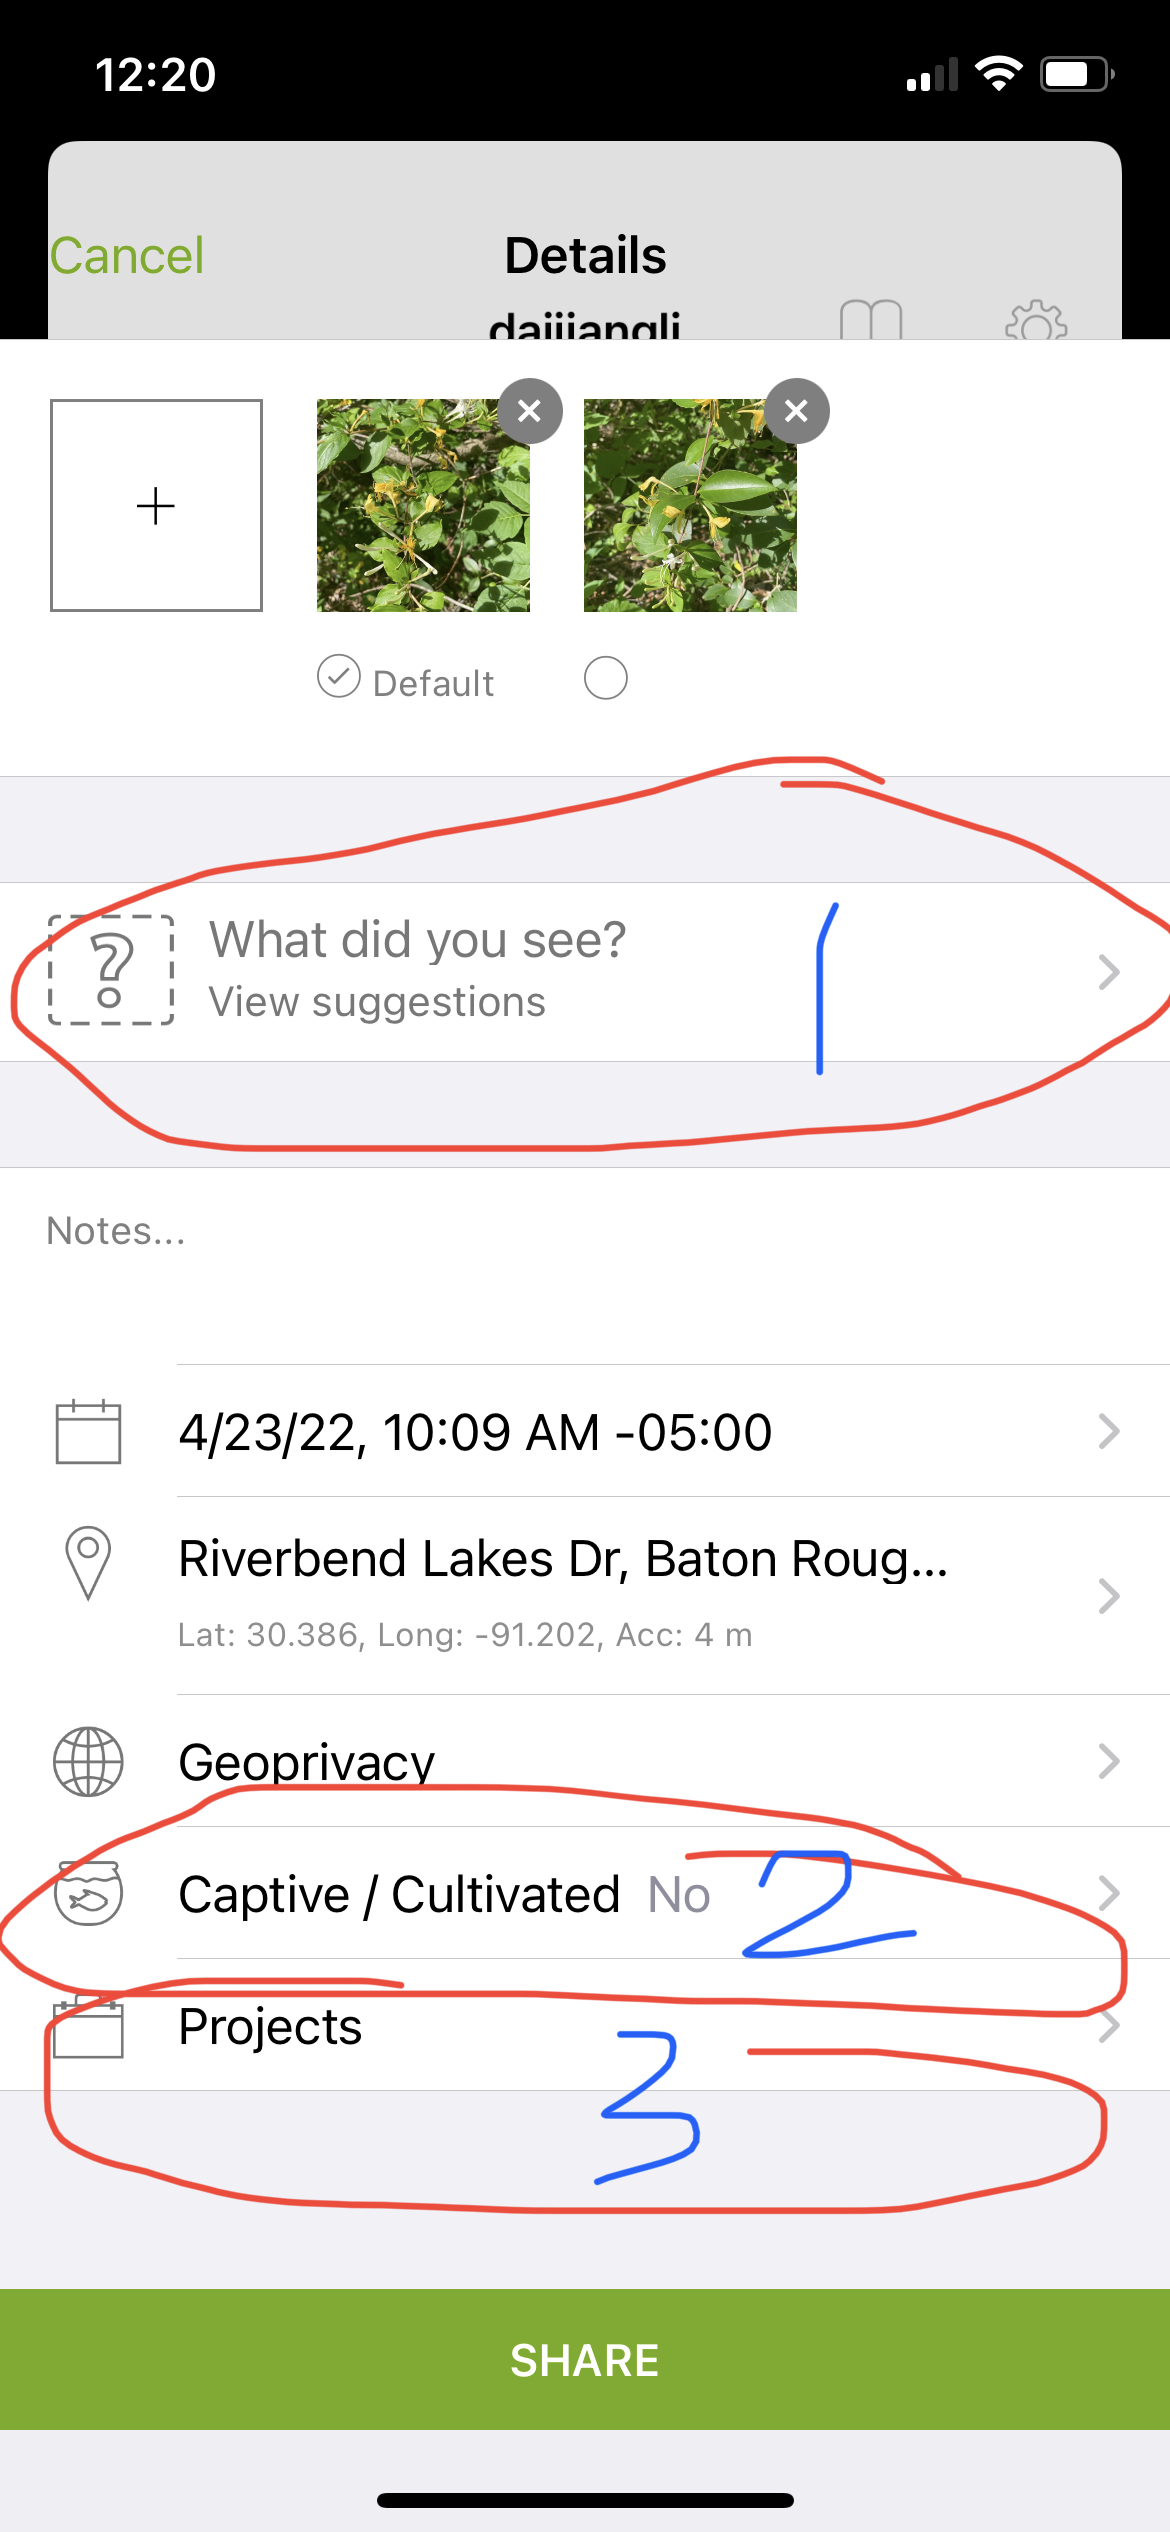 12:20
Cancel
Details
daijiangli
Default
What did you see?
View suggestions
1
Notes...
4/23/22, 10:09 AM -05:00
Riverbend Lakes Dr, Baton Roug...
Lat: 30.386, Long: -91.202, Acc: 4 m
Geoprivacy
Captive / Cultivated No 2
Projects
3
SHARE